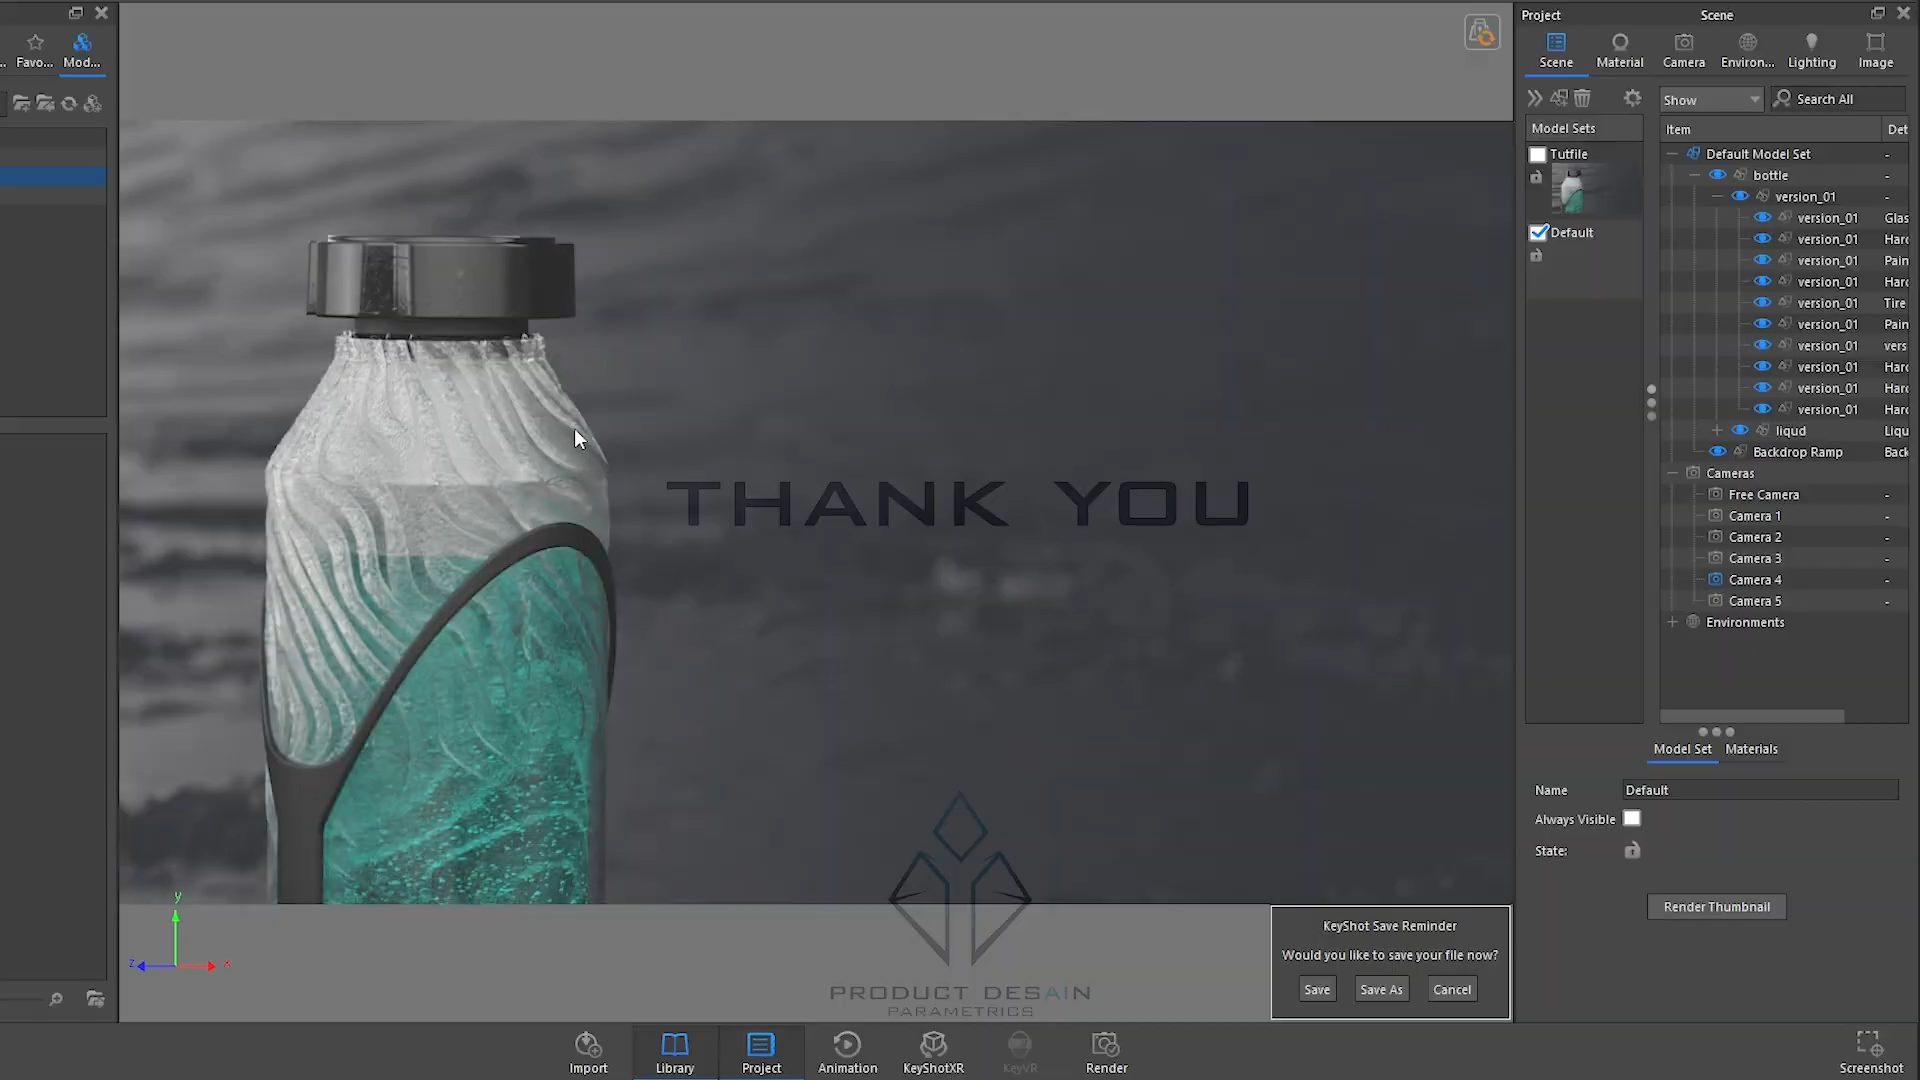 Favo...
Mod...
THANK YOU
PRODUCT DESAIN
PARAMETRICS
KeyShot Save Reminder
Would you like to save your file now?
Save
Save As
Cancel
Project
Scene
Scene
Material
Camera
Environ...
Lighting
Image
Show
Search All
Model Sets
Tutfile
Default
Item
Det
Default Model Set -
bottle -
version_01 -
version_01 Glas
version_01 Hard
version_01 Pain
version_01 Hard
version_01 Tire
version_01 Pain
version_01 vers
version_01 Hard
version_01 Hard
version_01 Hard
liqud Liqu
Backdrop Ramp Back
Cameras
Free Camera -
Camera 1 -
Camera 2 -
Camera 3 -
Camera 4 -
Camera 5 -
Environments
Model Set
Materials
Name Default
Always Visible
State:
Render Thumbnail
y
z
x
Import
Library
Project
Animation
KeyShotXR
KeyVR
Render
Screenshot